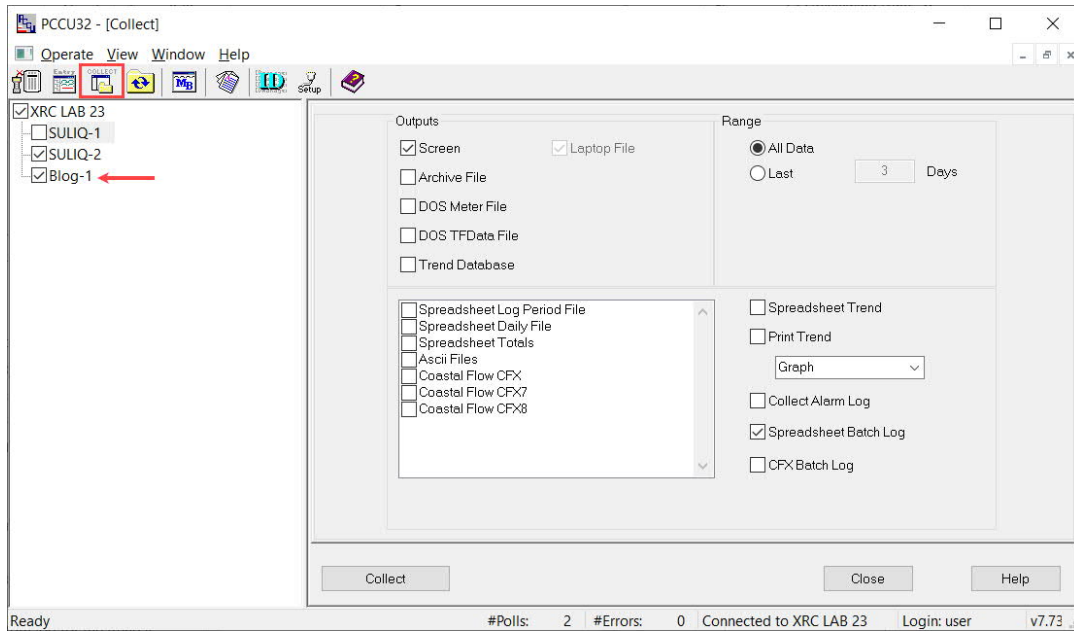 PCCU32 - [Collect]
Operate View Window Help
Entry COLLECT MB ID Setup
XRC LAB 23
SULIQ-1
SULIQ-2
Blog-1
Outputs
Screen Laptop File
Archive File
DOS Meter File
DOS TFData File
Trend Database
Range
All Data
Last 3 Days
Spreadsheet Log Period File
Spreadsheet Daily File
Spreadsheet Totals
Ascii Files
Coastal Flow CFX
Coastal Flow CFX7
Coastal Flow CFX8
Spreadsheet Trend
Print Trend
Graph
Collect Alarm Log
Spreadsheet Batch Log
CFX Batch Log
Collect Close Help
Ready #Polls: 2 #Errors: 0 Connected to XRC LAB 23 Login: user v7.73